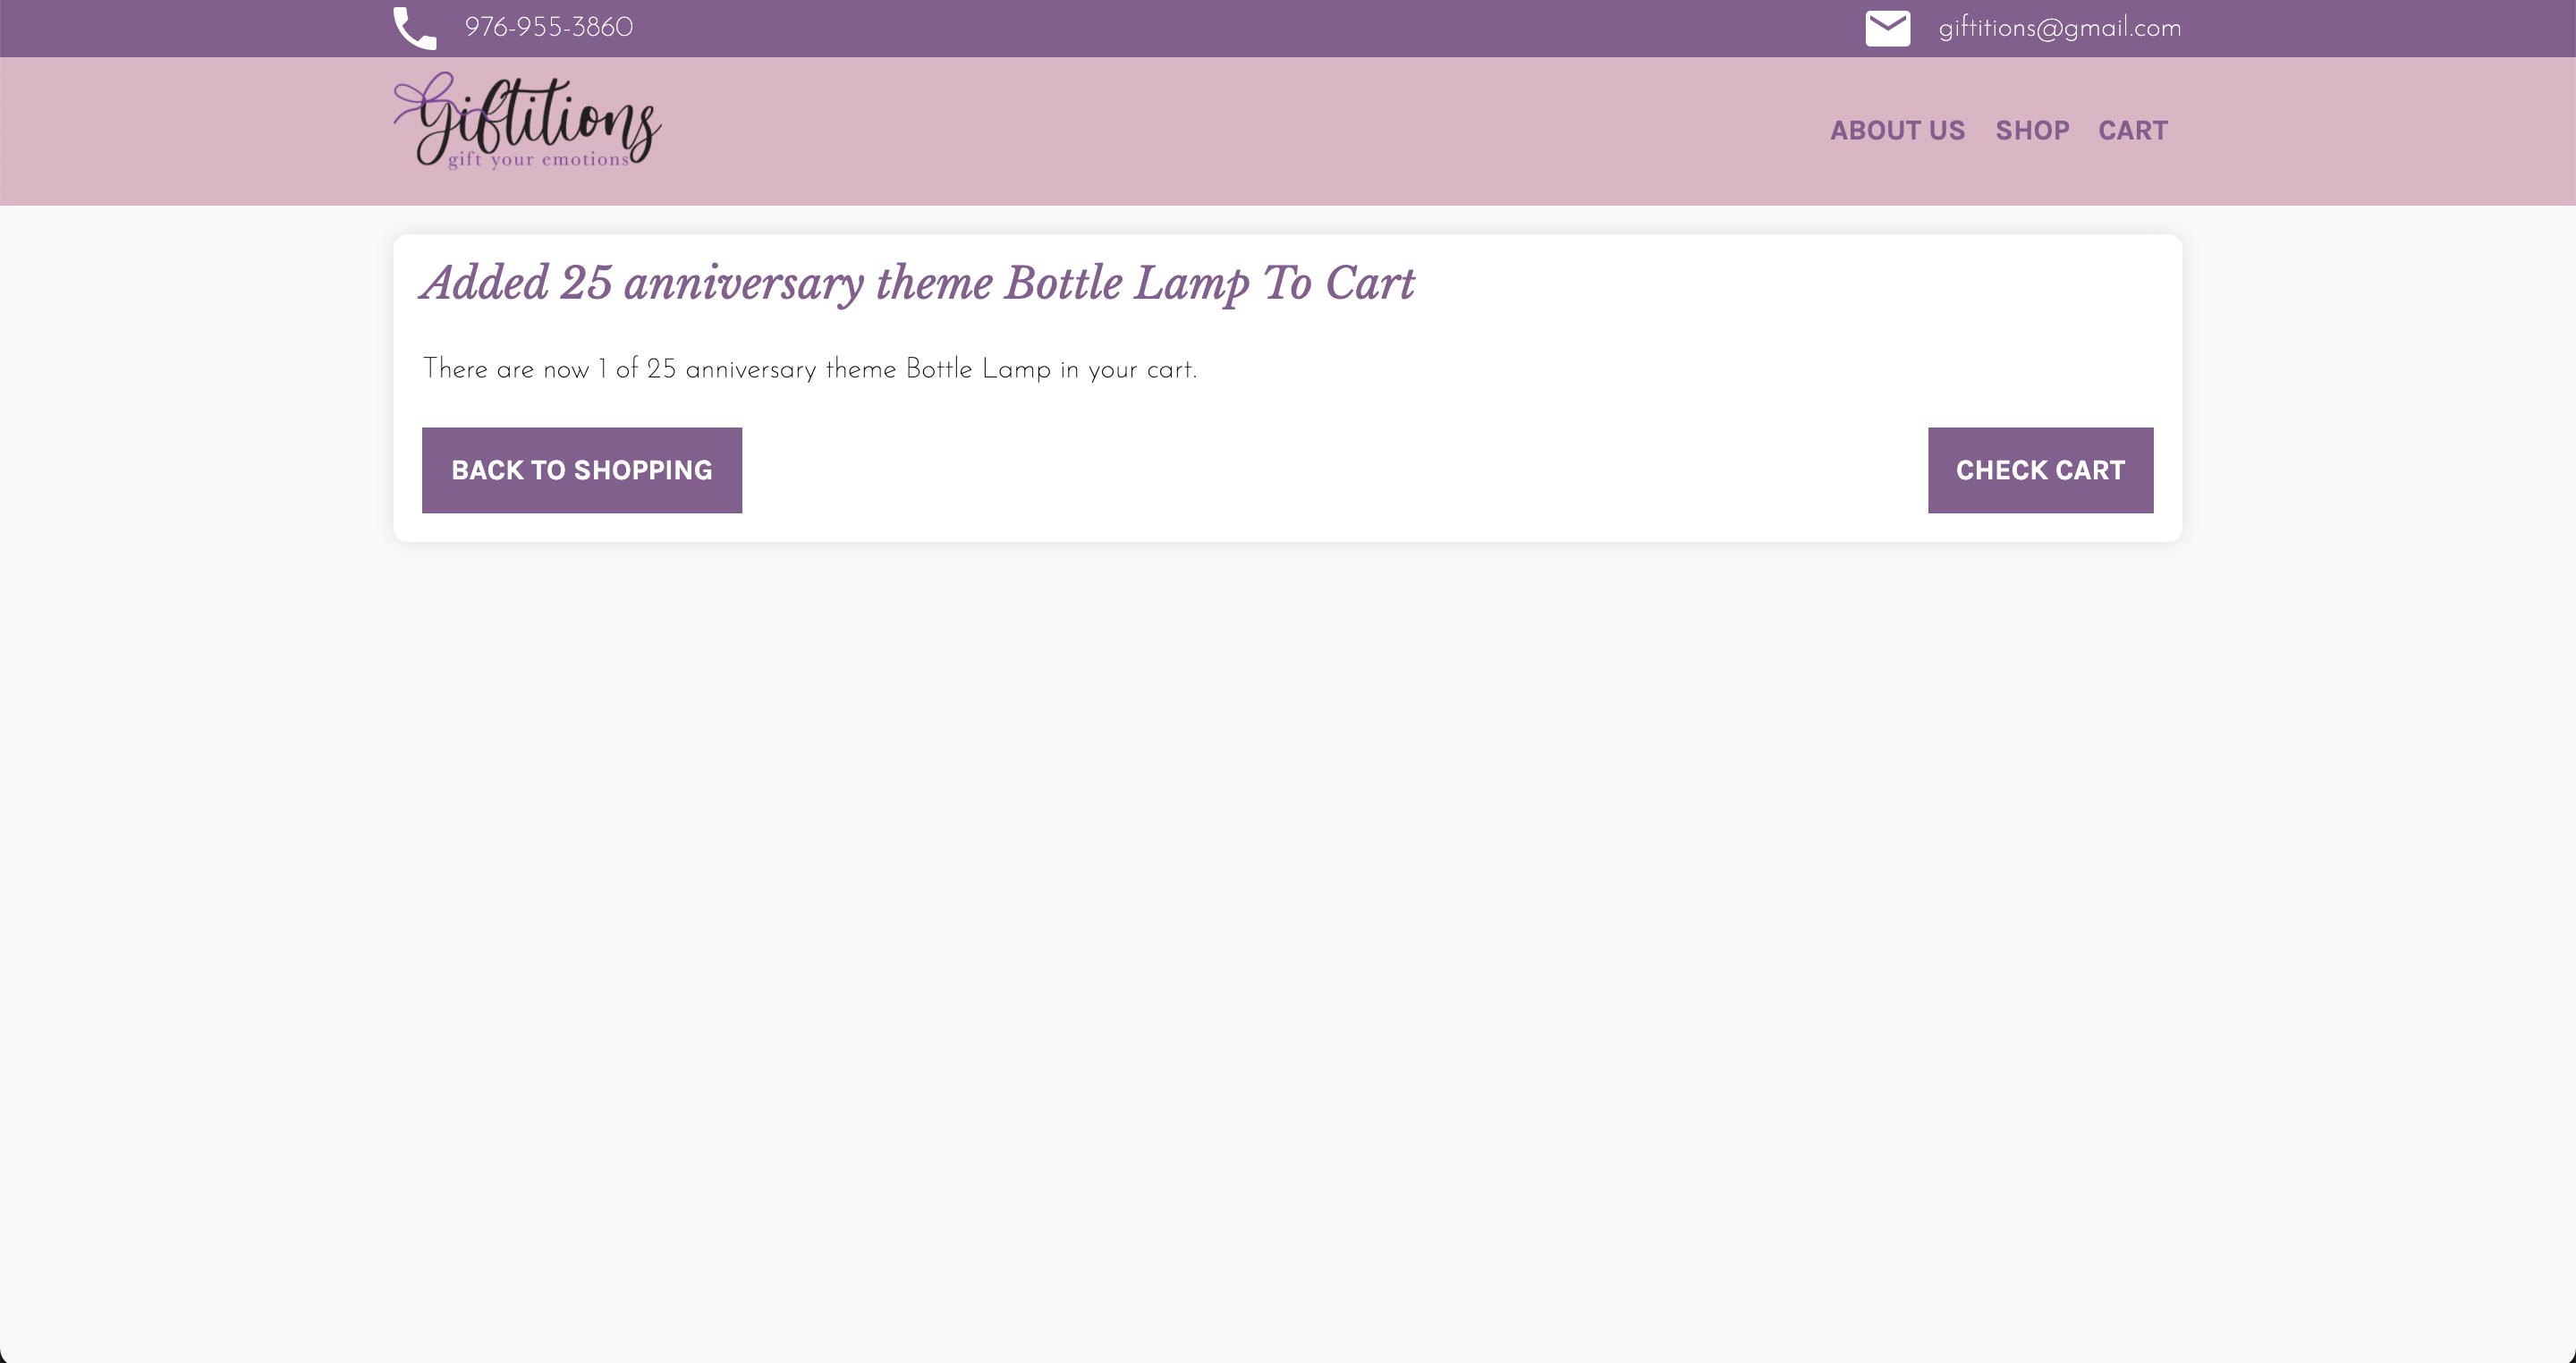 976-955-3860
giftitions@gmail.com
Giftitions
gift your emotions
ABOUT US
SHOP
CART
Added 25 anniversary theme Bottle Lamp To Cart
There are now 1 of 25 anniversary theme Bottle Lamp in your cart.
BACK TO SHOPPING
CHECK CART